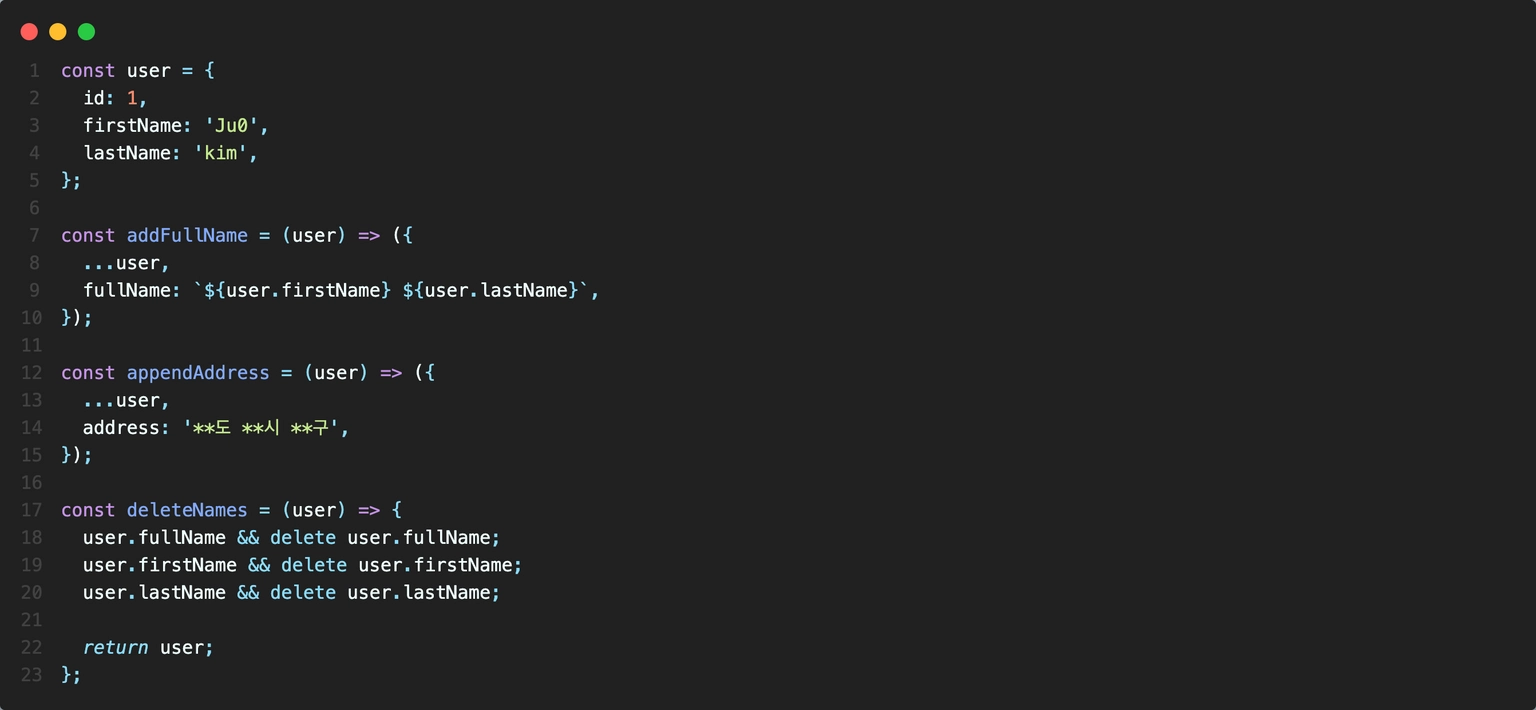 1 const user = {
2   id: 1,
3   firstName: 'Ju0',
4   lastName: 'kim',
5 };
6
7 const addFullName = (user) => ({
8   ...user,
9   fullName: `${user.firstName} ${user.lastName}`,
10 });
11
12 const appendAddress = (user) => ({
13   ...user,
14   address: '**도 **시 **구',
15 });
16
17 const deleteNames = (user) => {
18   user.fullName && delete user.fullName;
19   user.firstName && delete user.firstName;
20   user.lastName && delete user.lastName;
21
22   return user;
23 };